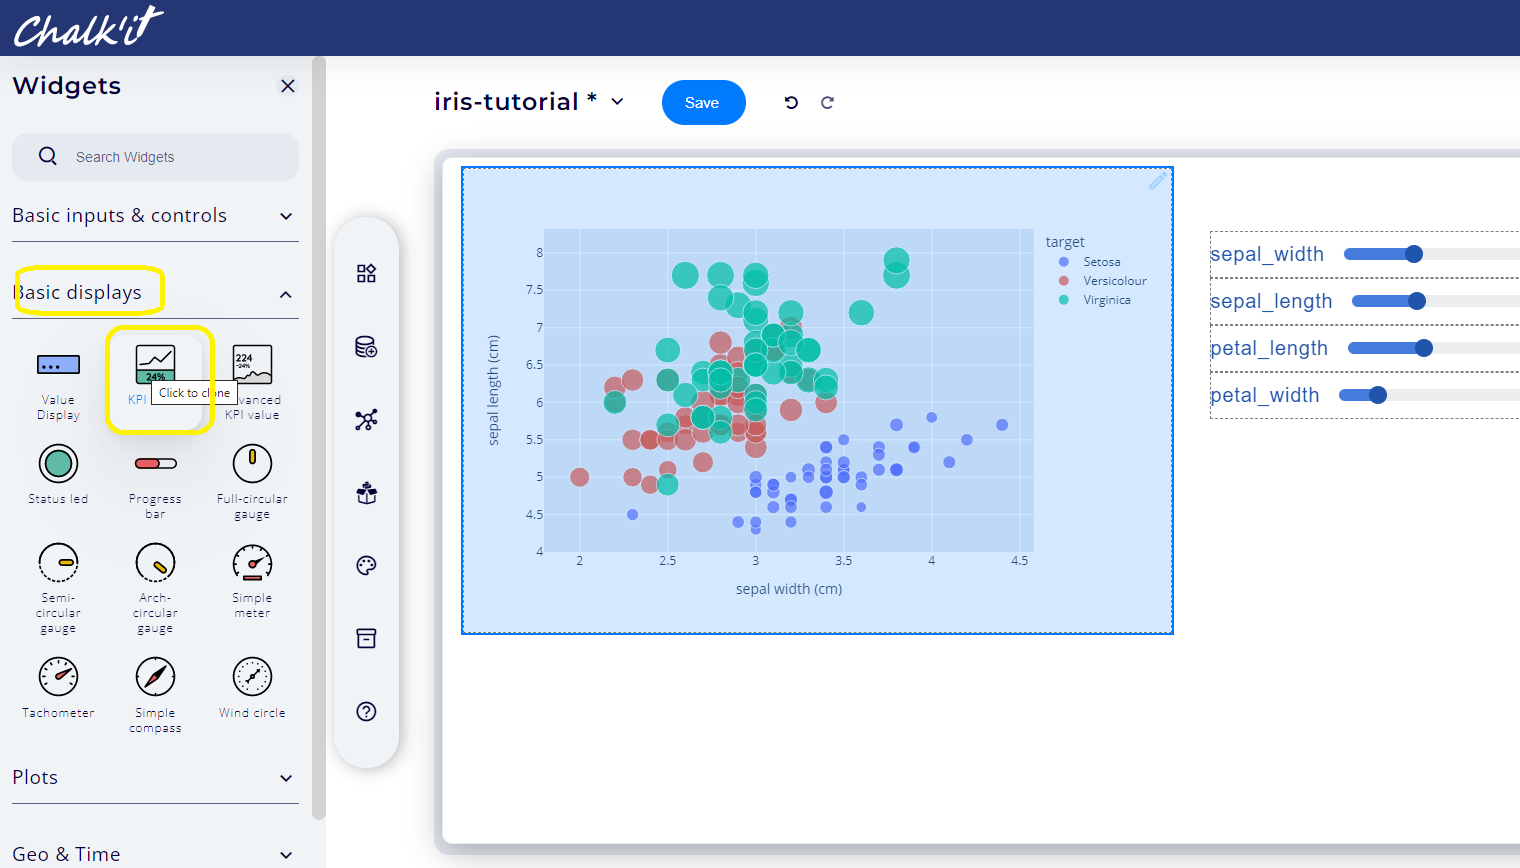 Chalk'it
Widgets
iris-tutorial *
Save
Search Widgets
Basic inputs & controls
Basic displays
Value
Display
24%
KPI
Click to clone
224
-24%
vanced
KPI value
Status led
Progress
bar
Full-circular
gauge
Semi-
circular
gauge
Arch-
circular
gauge
Simple
meter
Tachometer
Simple
compass
Wind circle
Plots
Geo & Time
8
7.5
7
6.5
6
5.5
5
4.5
4
sepal length (cm)
2
2.5
3
3.5
4
4.5
sepal width (cm)
target
Setosa
Versicolour
Virginica
sepal_width
sepal_length
petal_length
petal_width